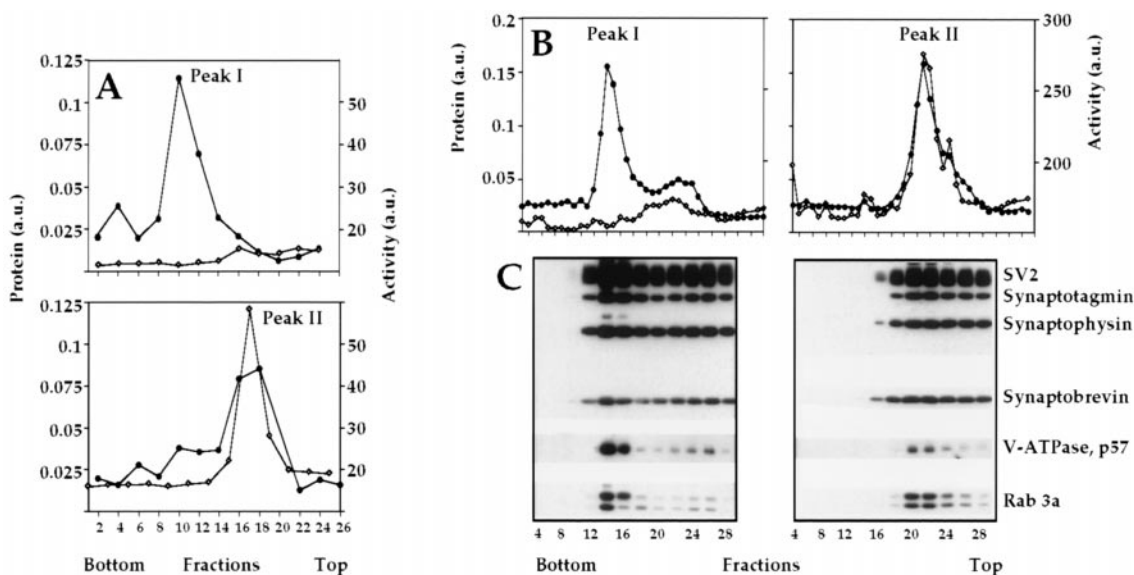 A
Peak I
0.125
0.1
0.075
0.05
0.025
50
40
30
20
Protein (a.u.)
Activity (a.u.)
Peak II
0.125
0.1
0.075
0.05
0.025
50
40
30
20
2 4 6 8 10 12 14 16 18 20 22 24 26
Bottom Fractions Top
B
Peak I
0.2
0.15
0.1
0.05
Protein (a.u.)
Peak II
300
250
200
Activity (a.u.)
C
SV2
Synaptotagmin
Synaptophysin
Synaptobrevin
V-ATPase, p57
Rab 3a
4 8 12 16 20 24 28
4 8 12 16 20 24 28
Bottom Fractions Top